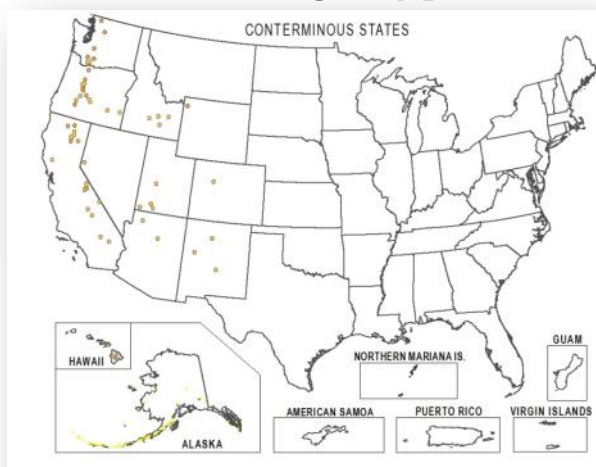 CONTERMINOUS STATES
GUAM
NORTHERN MARIANA IS.
HAWAII
AMERICAN SAMOA
PUERTO RICO
VIRGIN ISLANDS
ALASKA